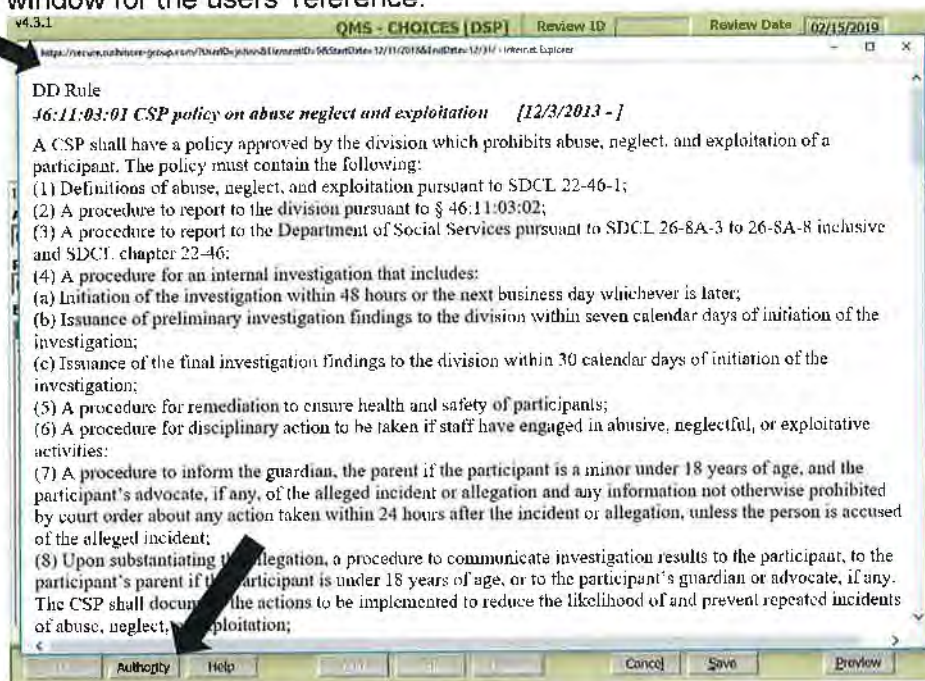 window for the users' reference.
v4.3.1 QMS - CHOICES [DSP] Review ID Review Date 02/15/2019
Internet Explorer
DD Rule
46:11:03:01 CSP policy on abuse neglect and exploitation [12/3/2013 - ]
A CSP shall have a policy approved by the division which prohibits abuse, neglect, and exploitation of a
participant. The policy must contain the following:
(1) Definitions of abuse, neglect, and exploitation pursuant to SDCL 22-46-1;
(2) A procedure to report to the division pursuant to § 46:11:03:02;
(3) A procedure to report to the Department of Social Services pursuant to SDCL 26-8A-3 to 26-8A-8 inclusive
and SDCL chapter 22-46;
(4) A procedure for an internal investigation that includes:
(a) Initiation of the investigation within 48 hours or the next business day whichever is later;
(b) Issuance of preliminary investigation findings to the division within seven calendar days of initiation of the
investigation;
(c) Issuance of the final investigation findings to the division within 30 calendar days of initiation of the
investigation;
(5) A procedure for remediation to ensure health and safety of participants;
(6) A procedure for disciplinary action to be taken if staff have engaged in abusive, neglectful, or exploitative
activities:
(7) A procedure to inform the guardian, the parent if the participant is a minor under 18 years of age, and the
participant's advocate, if any, of the alleged incident or allegation and any information not otherwise prohibited
by court order about any action taken within 24 hours after the incident or allegation, unless the person is accused
of the alleged incident;
(8) Upon substantiating the allegation, a procedure to communicate investigation results to the participant, to the
participant's parent if the participant is under 18 years of age, or to the participant's guardian or advocate, if any.
The CSP shall document the actions to be implemented to reduce the likelihood of and prevent repeated incidents
of abuse, neglect, exploitation;
Authority Help Cancel Save Preview